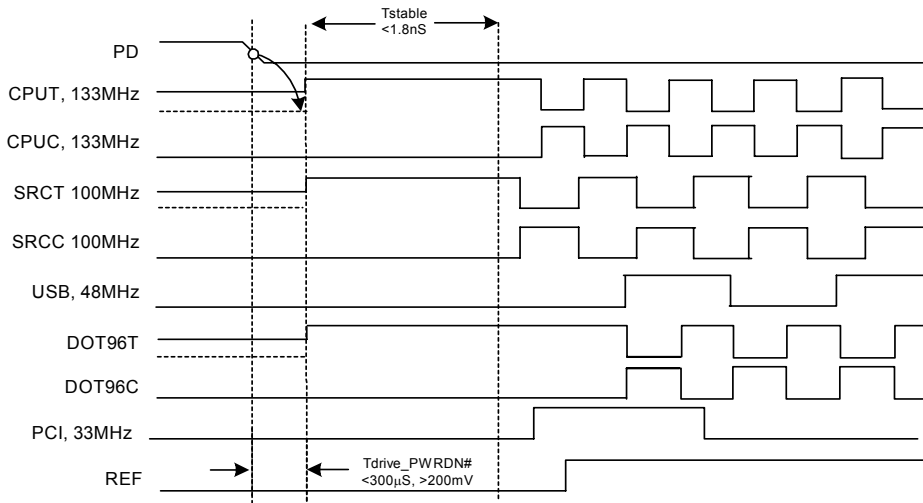 Tstable
<1.8nS
PD
CPUT, 133MHz
CPUC, 133MHz
SRCT 100MHz
SRCC 100MHz
USB, 48MHz
DOT96T
DOT96C
PCI, 33MHz
Tdrive_PWRDN#
<300µS, >200mV
REF